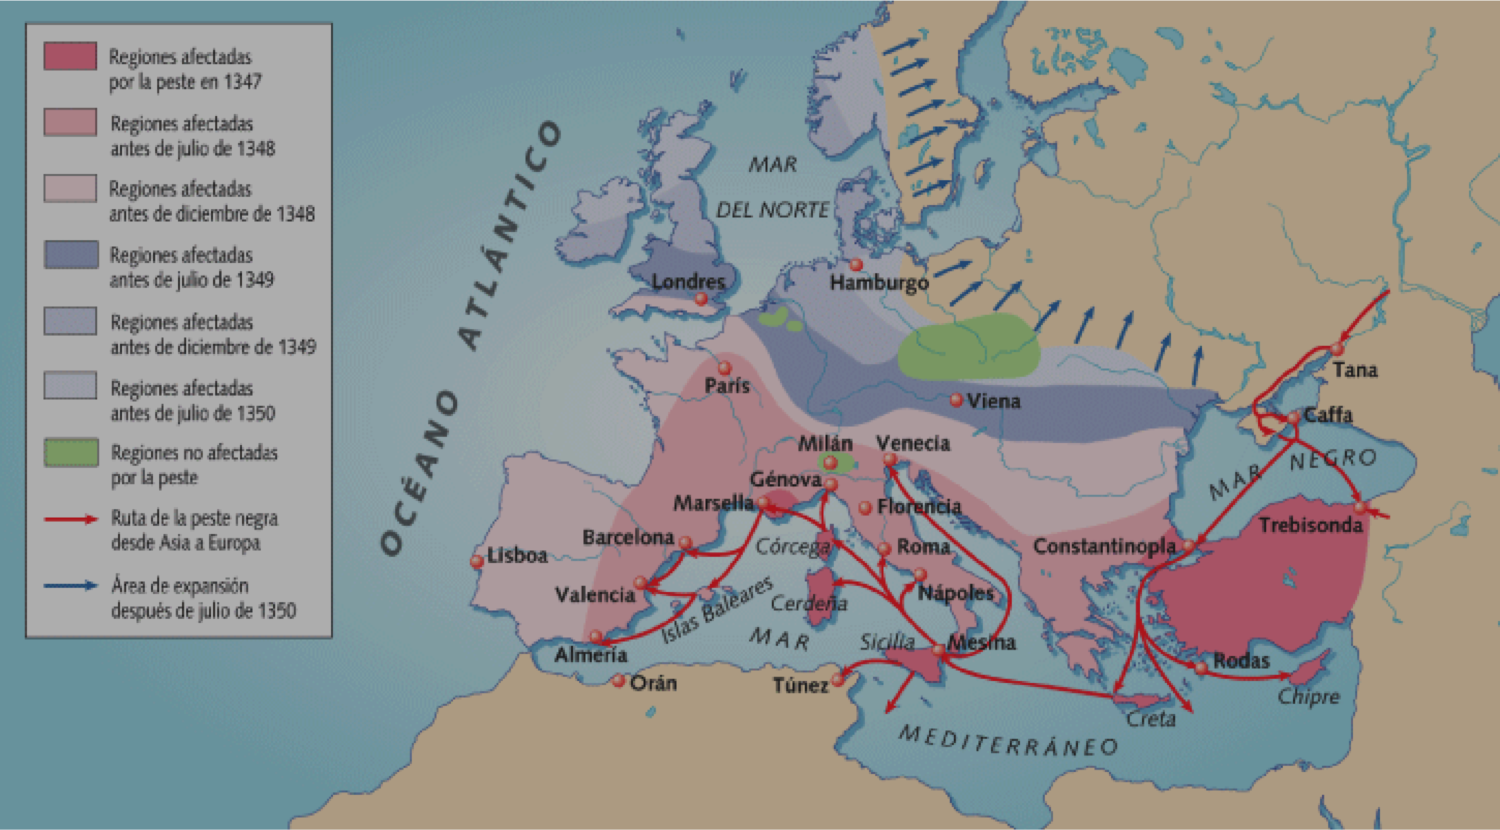 Regiones afectadas
por la peste en 1347
Regiones afectadas
antes de julio de 1348
Regiones afectadas
antes de diciembre de 1348
Regiones afectadas
antes de julio de 1349
Regiones afectadas
antes de diciembre de 1349
Regiones afectadas
antes de julio de 1350
Regiones no afectadas
por la peste
Ruta de la peste negra
desde Asia a Europa
Área de expansión
después de julio de 1350
OCÉANO ATLÁNTICO
MAR
DEL NORTE
Londres
Hamburgo
París
Viena
Tana
Caffa
MAR NEGRO
Milán
Venecia
Génova
Marsella
Florencia
Trebisonda
Barcelona
Córcega
Roma
Constantinopla
Lisboa
Valencia
Islas Baleares
Cerdeña
Nápoles
MAR
Sicilia
Mesina
Almería
Rodas
Orán
Túnez
Chipre
Creta
MEDITERRÁNEO